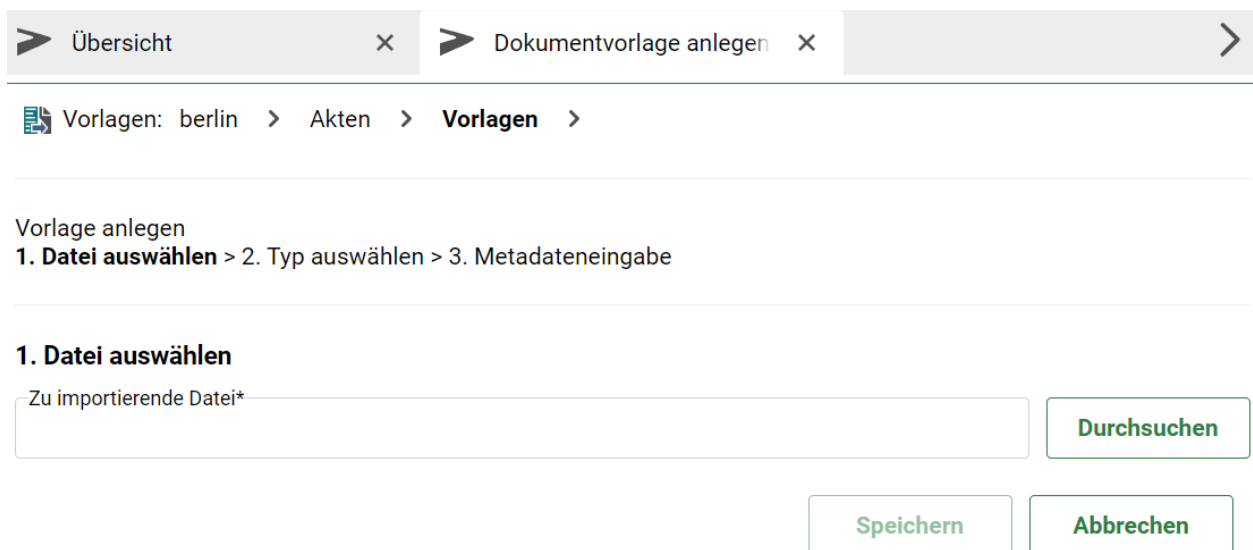 Übersicht × Dokumentvorlage anlegen ×
Vorlagen: berlin > Akten > Vorlagen >
Vorlage anlegen
1. Datei auswählen > 2. Typ auswählen > 3. Metadateneingabe
1. Datei auswählen
Zu importierende Datei*
Durchsuchen
Speichern Abbrechen